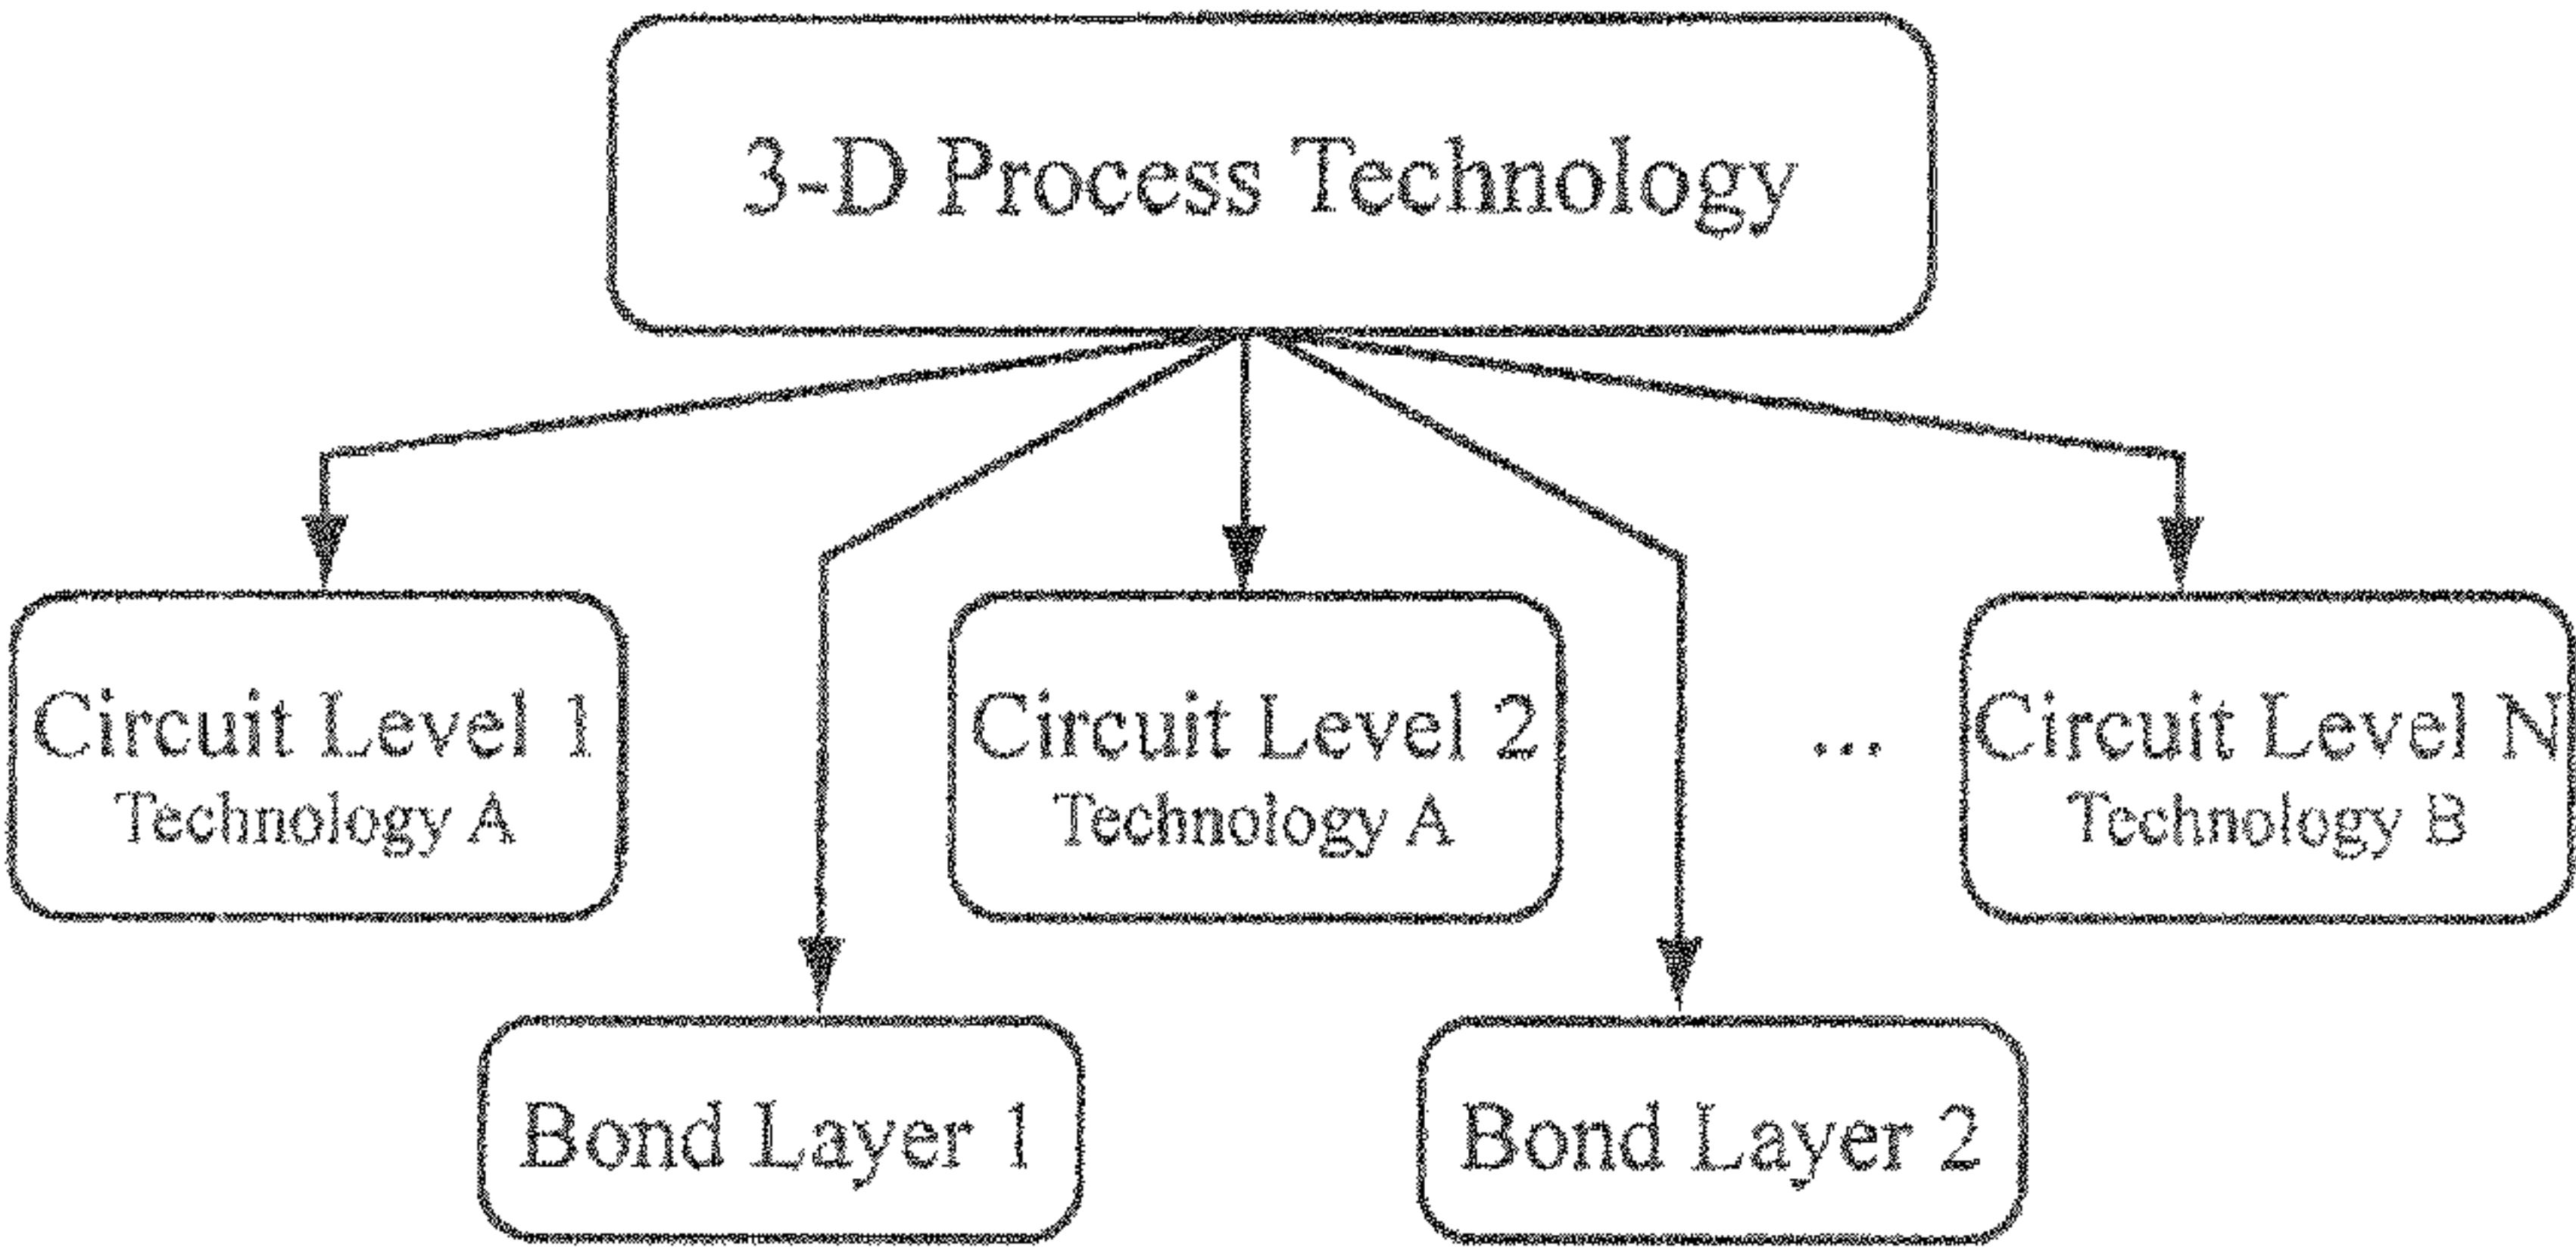 3-D Process Technology
Circuit Level 1
Technology A
Circuit Level 2
Technology A
...
Circuit Level N
Technology B
Bond Layer 1
Bond Layer 2